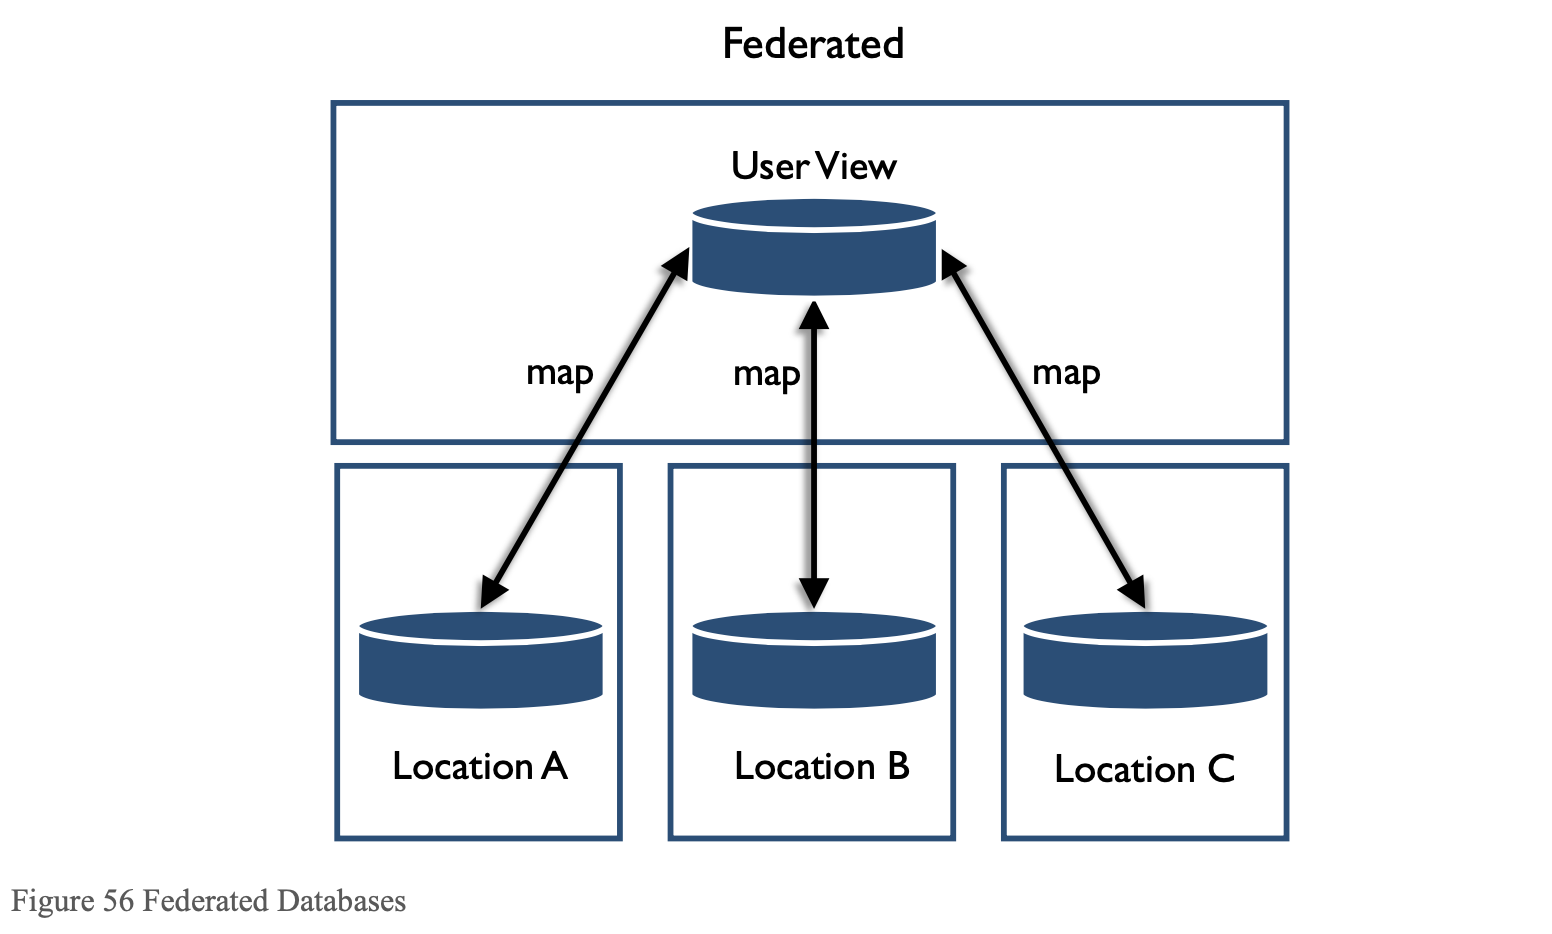 Federated
User View
map
map
map
Location A
Location B
Location C
Figure 56 Federated Databases